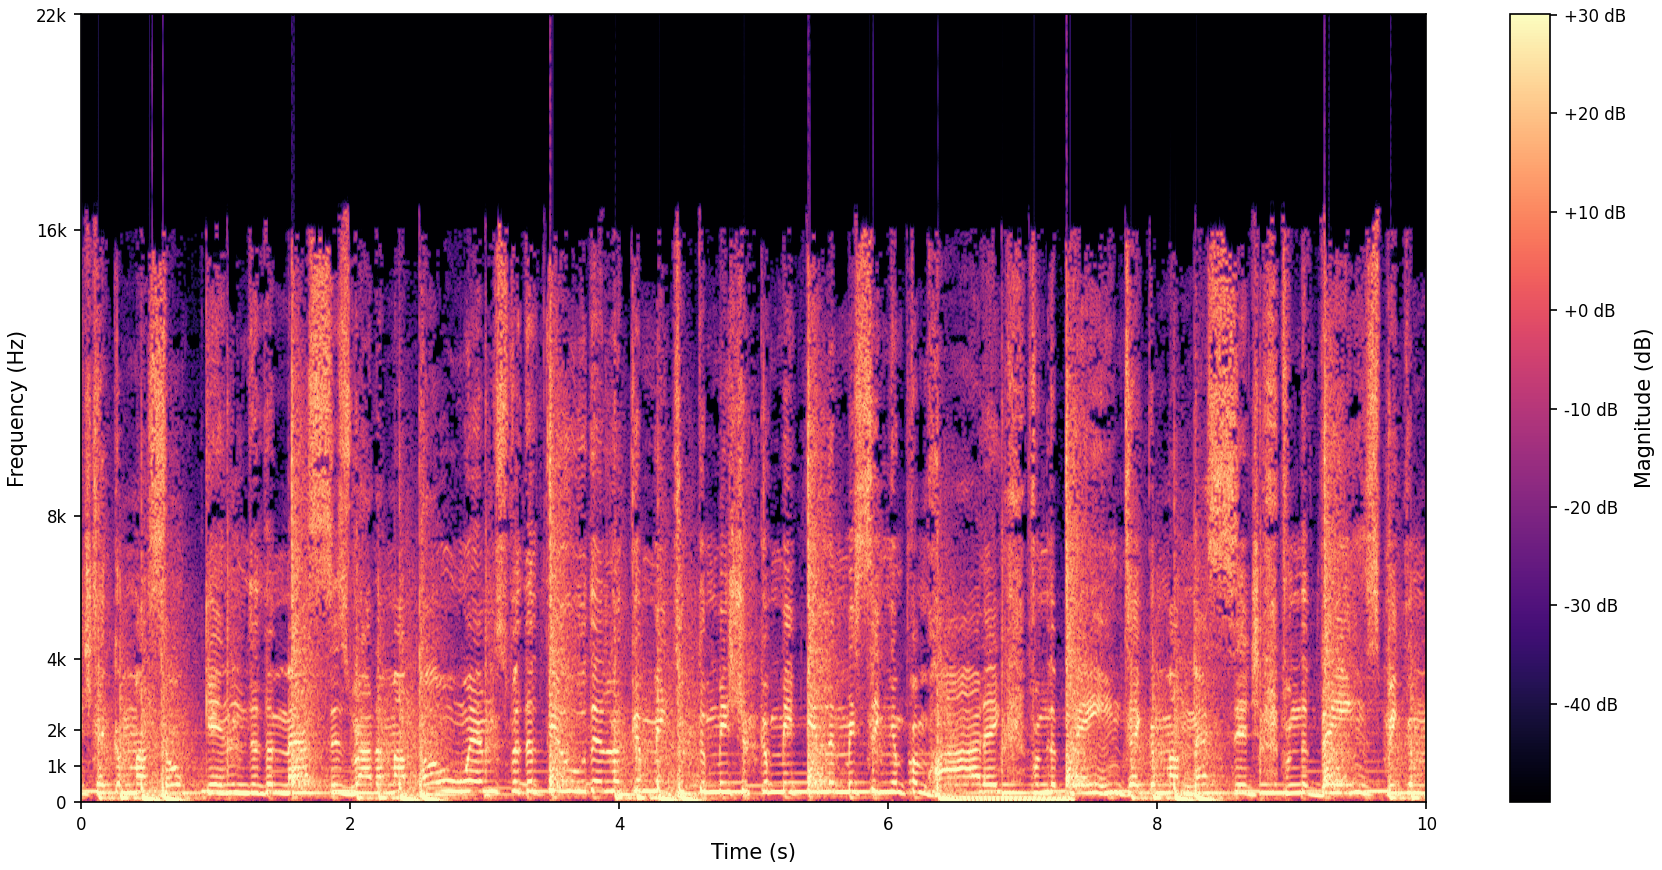 22k
16k
8k
4k
2k
1k
0
Frequency (Hz)
0
2
4
6
8
10
Time (s)
+30 dB
+20 dB
+10 dB
+0 dB
-10 dB
-20 dB
-30 dB
-40 dB
Magnitude (dB)